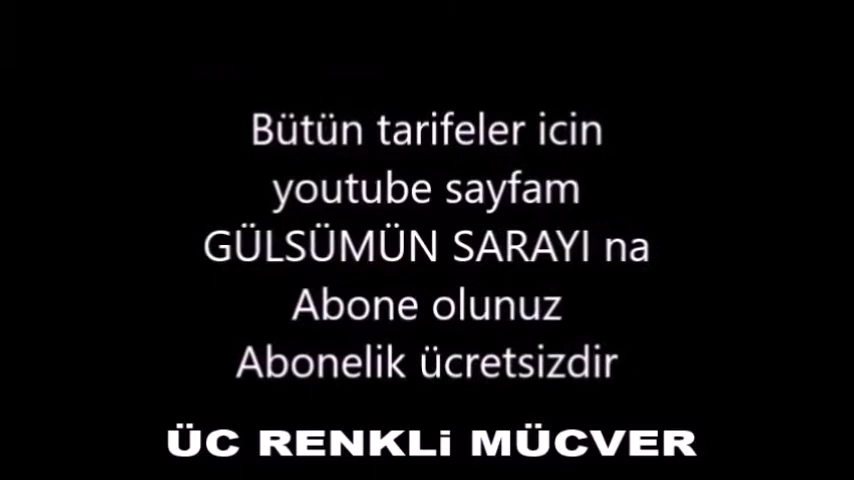 Bütün tarifeler icin
youtube sayfam
GÜLSÜMÜN SARAYI na
Abone olunuz
Abonelik ücretsizdir
ÜC RENKLi MÜCVER